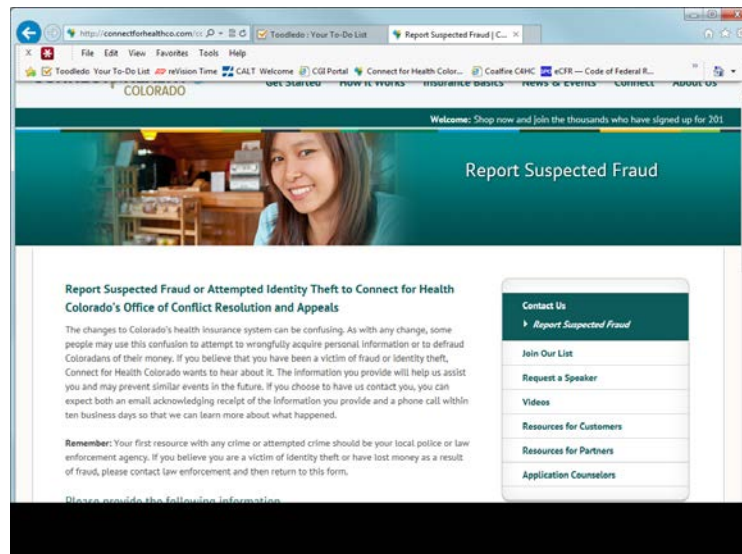 http://connectforhealthco.com/
Toodledo : Your To-Do List
Report Suspected Fraud | C...
File Edit View Favorites Tools Help
Toodledo Your To-Do List
reVision Time
CALT Welcome
CGI Portal
Connect for Health Color...
Coalfire C4HC
eCFR — Code of Federal R...
COLORADO
Get Started How It Works Insurance Basics News & Events Connect About Us
Welcome: Shop now and join the thousands who have signed up for 201
Report Suspected Fraud
Report Suspected Fraud or Attempted Identity Theft to Connect for Health
Colorado's Office of Conflict Resolution and Appeals
The changes to Colorado's health insurance system can be confusing. As with any change, some
people may use this confusion to attempt to wrongfully acquire personal information or to defraud
Coloradans of their money. If you believe that you have been a victim of fraud or identity theft,
Connect for Health Colorado wants to hear about it. The information you provide will help us assist
you and may prevent similar events in the future. If you choose to have us contact you, you can
expect both an email acknowledging receipt of the information you provide and a phone call within
ten business days so that we can learn more about what happened.
Remember: Your first resource with any crime or attempted crime should be your local police or law
enforcement agency. If you believe you are a victim of identity theft or have lost money as a result
of fraud, please contact law enforcement and then return to this form.
Please provide the following information
Contact Us
Report Suspected Fraud
Join Our List
Request a Speaker
Videos
Resources for Customers
Resources for Partners
Application Counselors